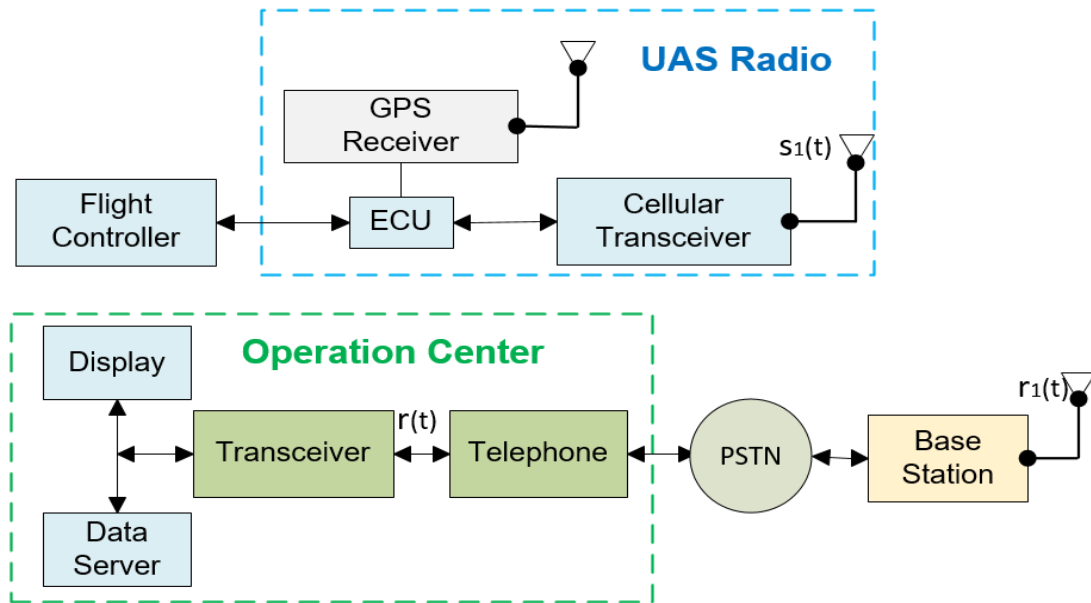 UAS Radio
GPS
Receiver
s1(t)
Flight
Controller
ECU
Cellular
Transceiver
Operation Center
Display
r1(t)
r(t)
Transceiver
Telephone
PSTN
Base
Station
Data
Server